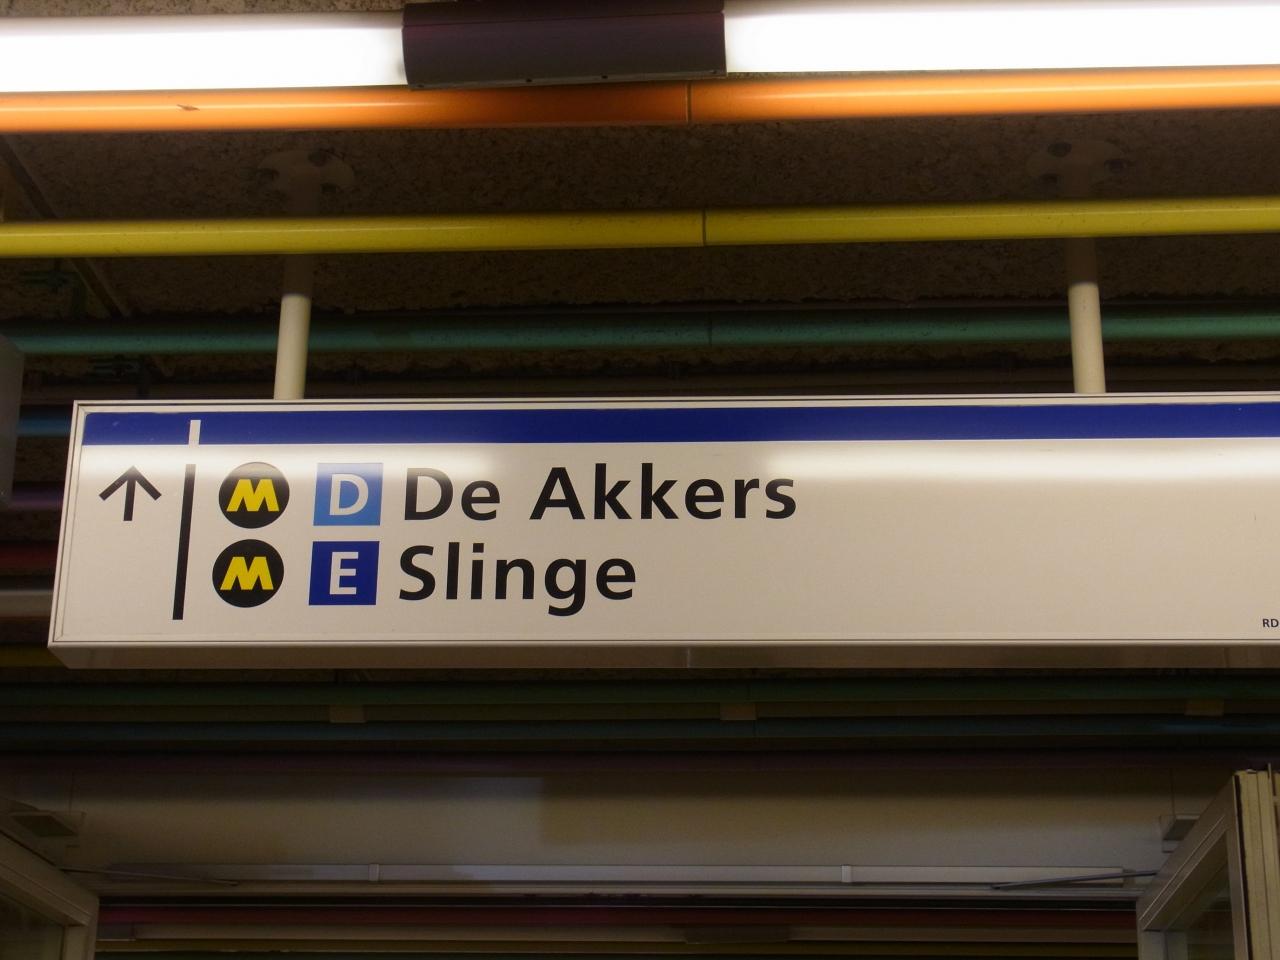 ↑ M D De Akkers
M E Slinge
RD